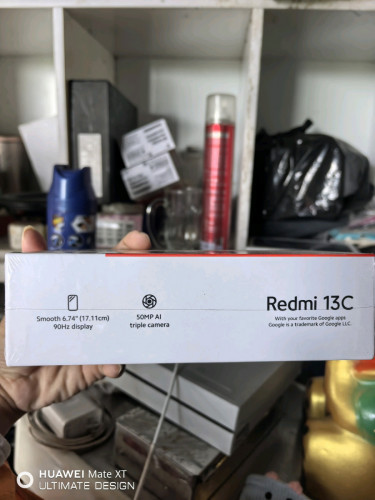 Redmi 13C
Smooth 6.74" (17.11cm)
90Hz display
50MP AI
triple camera
With your favorite Google apps
Google is a trademark of Google LLC.
HUAWEI Mate XT
ULTIMATE DESIGN